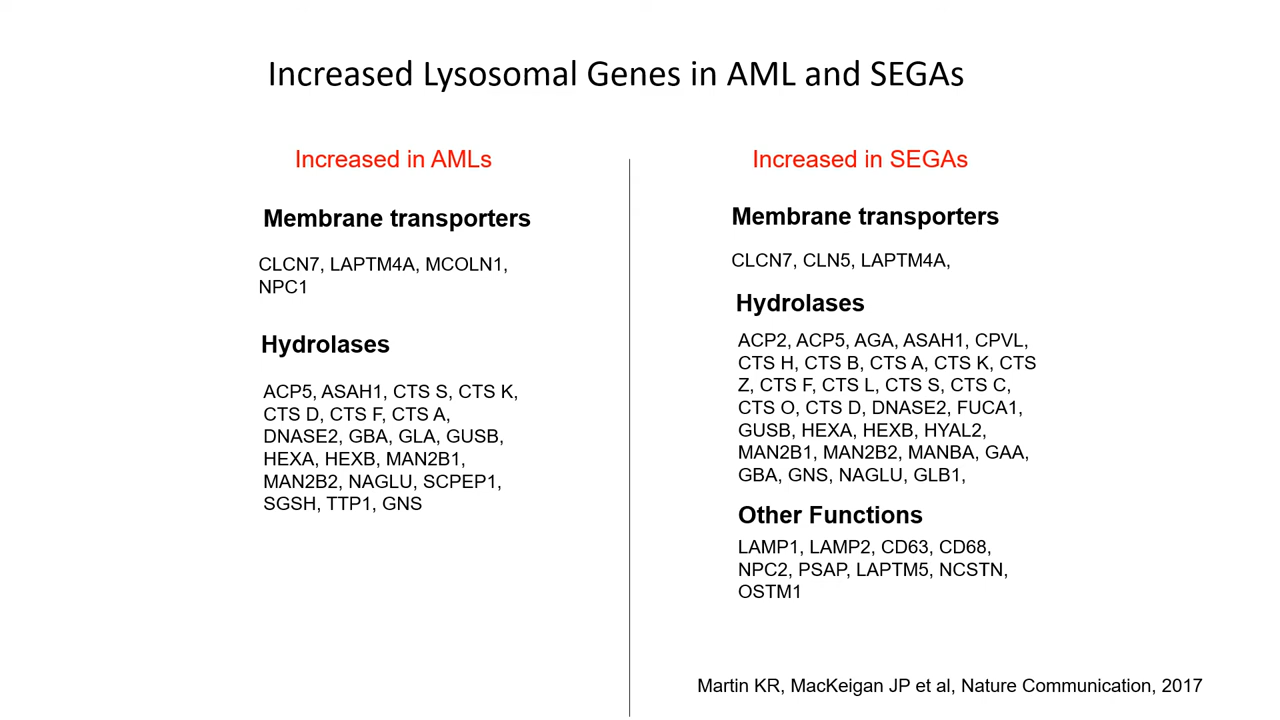 Increased Lysosomal Genes in AML and SEGAs
Increased in AMLs
Membrane transporters
CLCN7, LAPTM4A, MCOLN1,
NPC1
Hydrolases
ACP5, ASAH1, CTS S, CTS K,
CTS D, CTS F, CTS A,
DNASE2, GBA, GLA, GUSB,
HEXA, HEXB, MAN2B1,
MAN2B2, NAGLU, SCPEP1,
SGSH, TTP1, GNS
Increased in SEGAs
Membrane transporters
CLCN7, CLN5, LAPTM4A,
Hydrolases
ACP2, ACP5, AGA, ASAH1, CPVL,
CTS H, CTS B, CTS A, CTS K, CTS
Z, CTS F, CTS L, CTS S, CTS C,
CTS O, CTS D, DNASE2, FUCA1,
GUSB, HEXA, HEXB, HYAL2,
MAN2B1, MAN2B2, MANBA, GAA,
GBA, GNS, NAGLU, GLB1,
Other Functions
LAMP1, LAMP2, CD63, CD68,
NPC2, PSAP, LAPTM5, NCSTN,
OSTM1
Martin KR, MacKeigan JP et al, Nature Communication, 2017